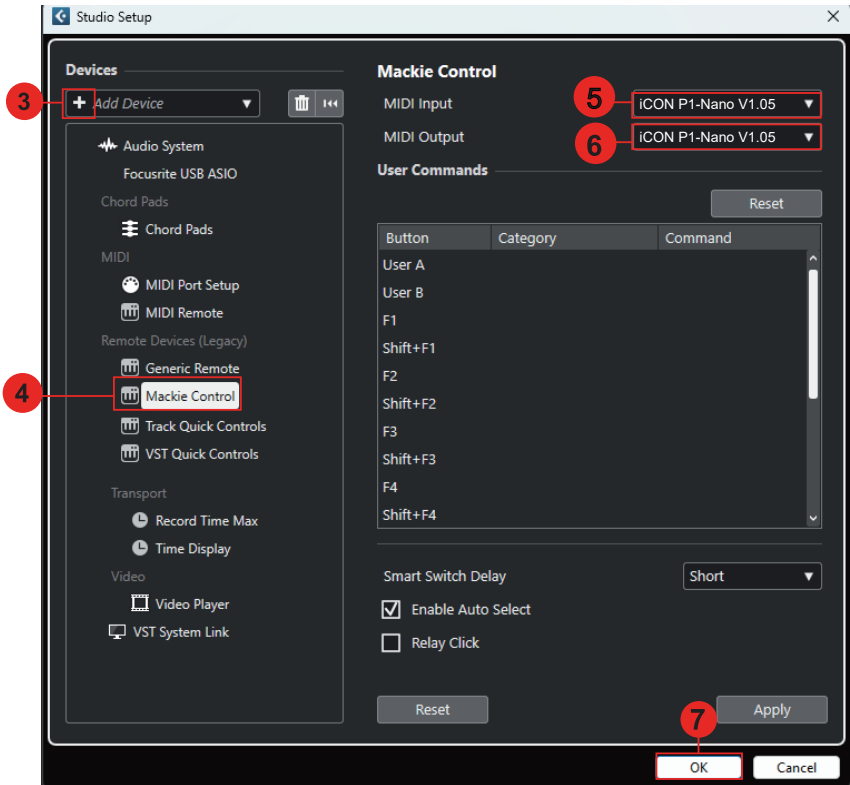 Studio Setup
Devices
3
Add Device
Audio System
Focusrite USB ASIO
Chord Pads
Chord Pads
MIDI
MIDI Port Setup
MIDI Remote
Remote Devices (Legacy)
Generic Remote
4
Mackie Control
Track Quick Controls
VST Quick Controls
Transport
Record Time Max
Time Display
Video
Video Player
VST System Link
Mackie Control
MIDI Input
5
iCON P1-Nano V1.05
MIDI Output
6
iCON P1-Nano V1.05
User Commands
Reset
Button Category Command
User A
User B
F1
Shift+F1
F2
Shift+F2
F3
Shift+F3
F4
Shift+F4
Smart Switch Delay Short
Enable Auto Select
Relay Click
Reset
Apply
7
OK
Cancel